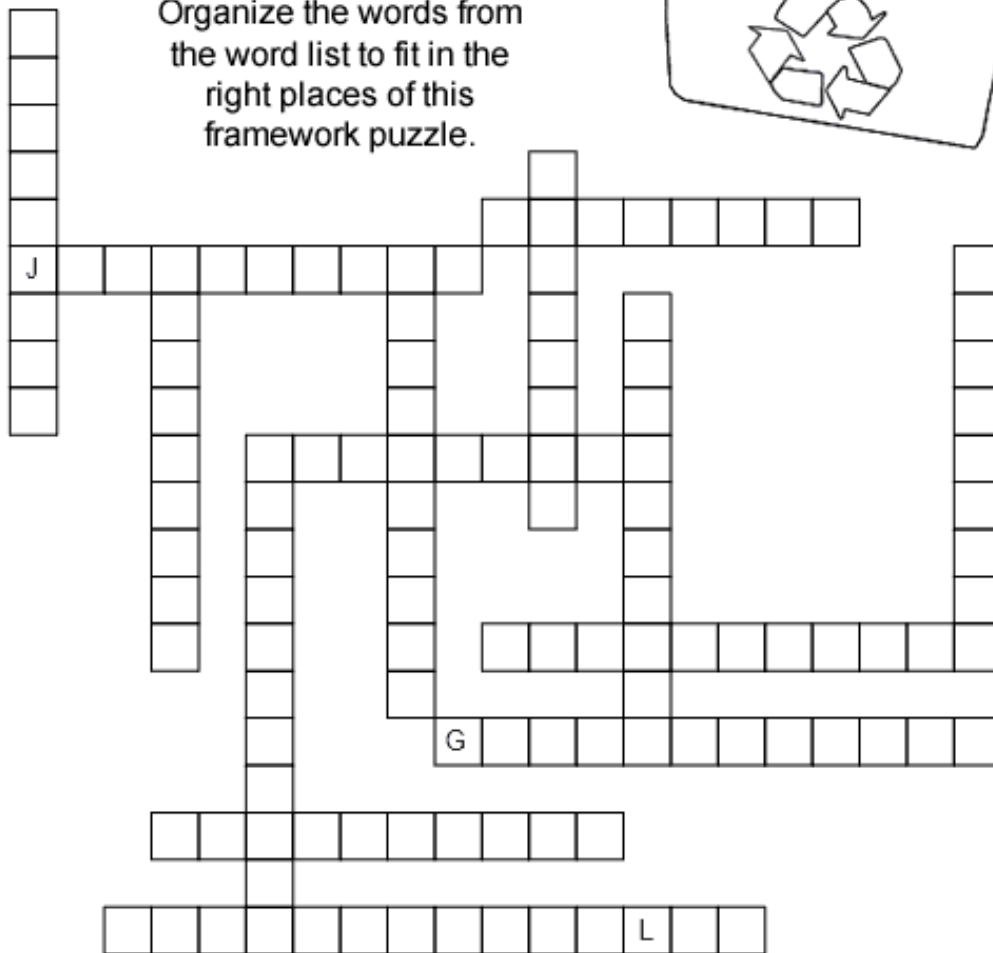 Organize the words from
the word list to fit in the
right places of this
framework puzzle.
J
G
L